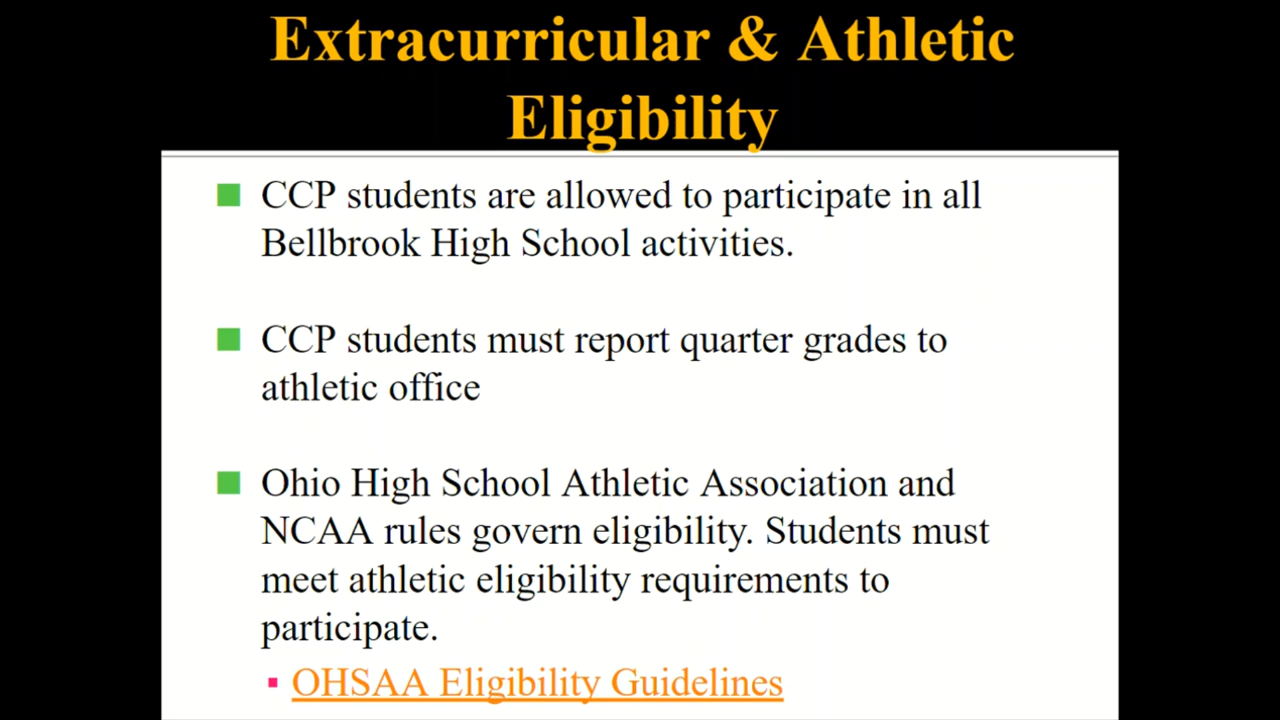 Extracurricular & Athletic
Eligibility
CCP students are allowed to participate in all
Bellbrook High School activities.
CCP students must report quarter grades to
athletic office
Ohio High School Athletic Association and
NCAA rules govern eligibility. Students must
meet athletic eligibility requirements to
participate.
OHSAA Eligibility Guidelines